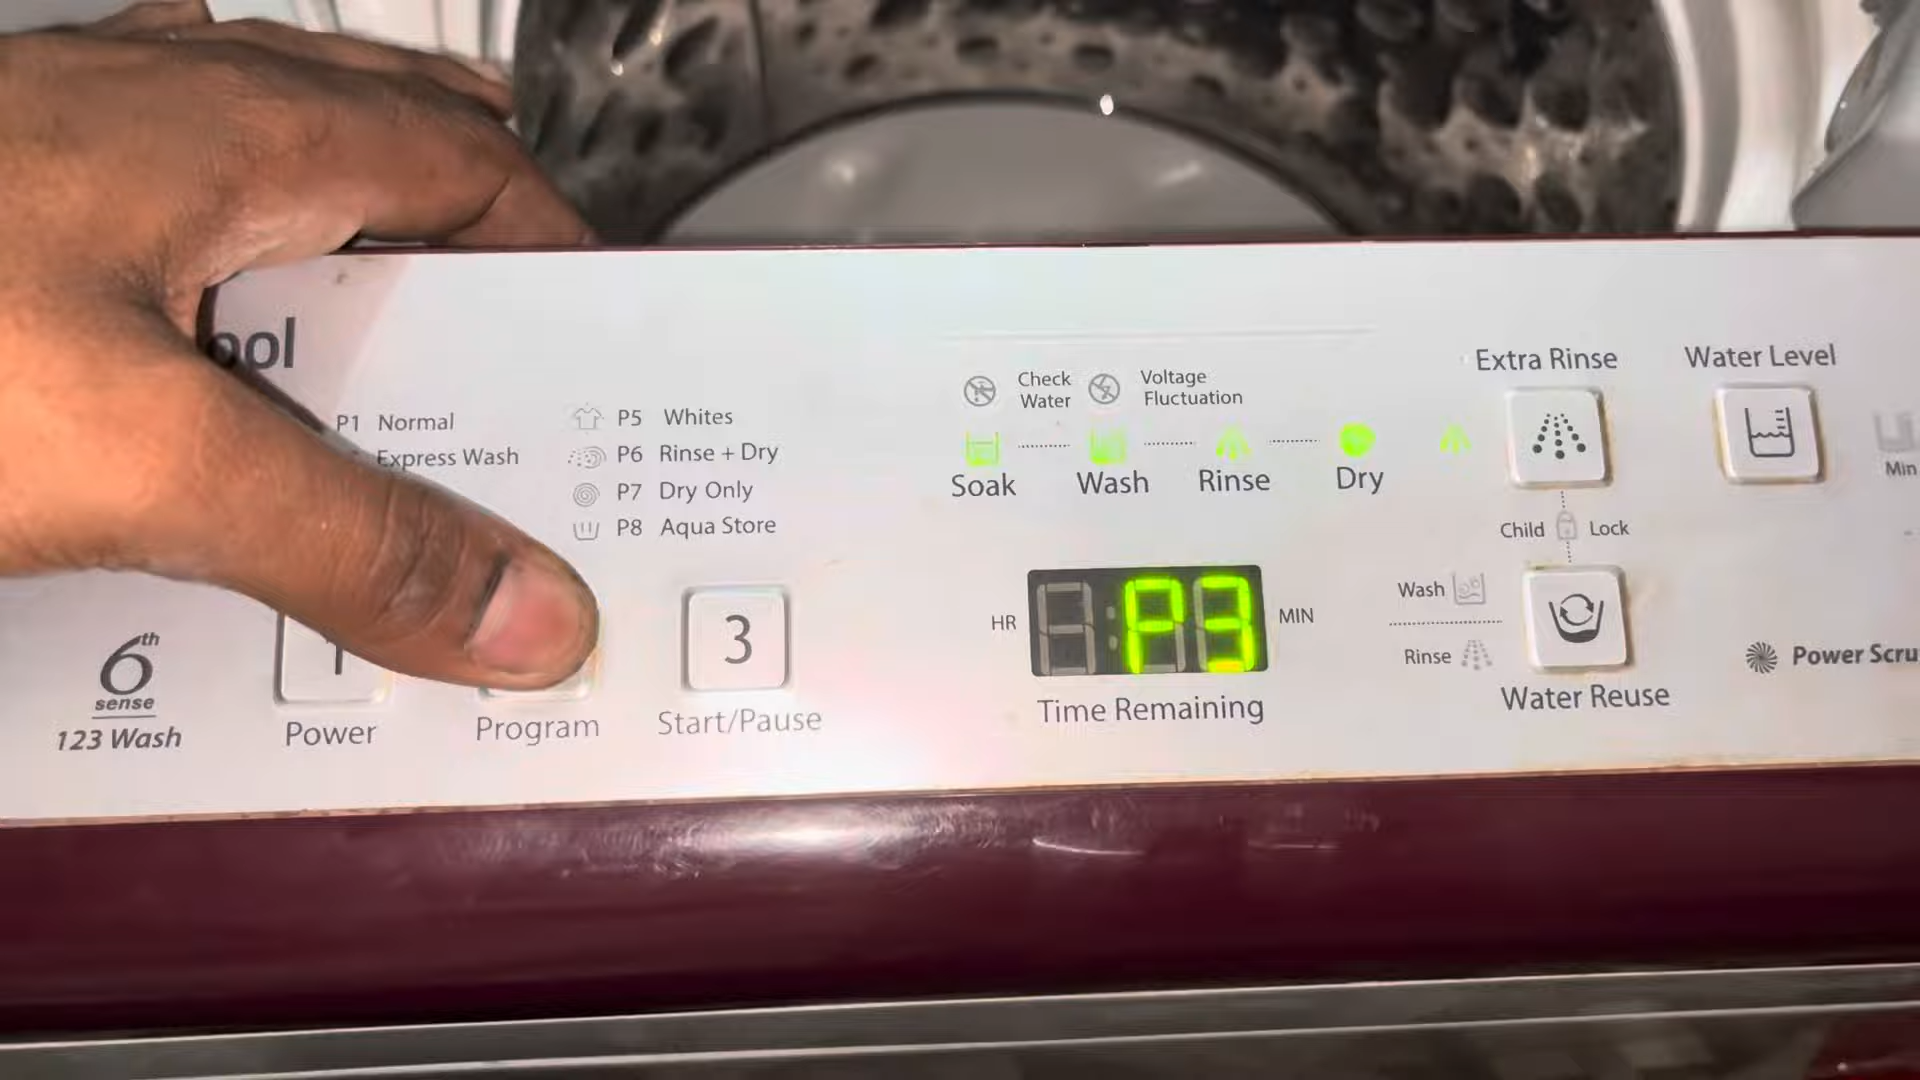 ool
P1 Normal
Express Wash
P5 Whites
P6 Rinse + Dry
P7 Dry Only
P8 Aqua Store
Check Water
Voltage Fluctuation
Soak
Wash
Rinse
Dry
Extra Rinse
Water Level
Min
Child Lock
6th
sense
123 Wash
1
Power
Program
3
Start/Pause
HR
P3
MIN
Time Remaining
Wash
Rinse
Water Reuse
Power Scru